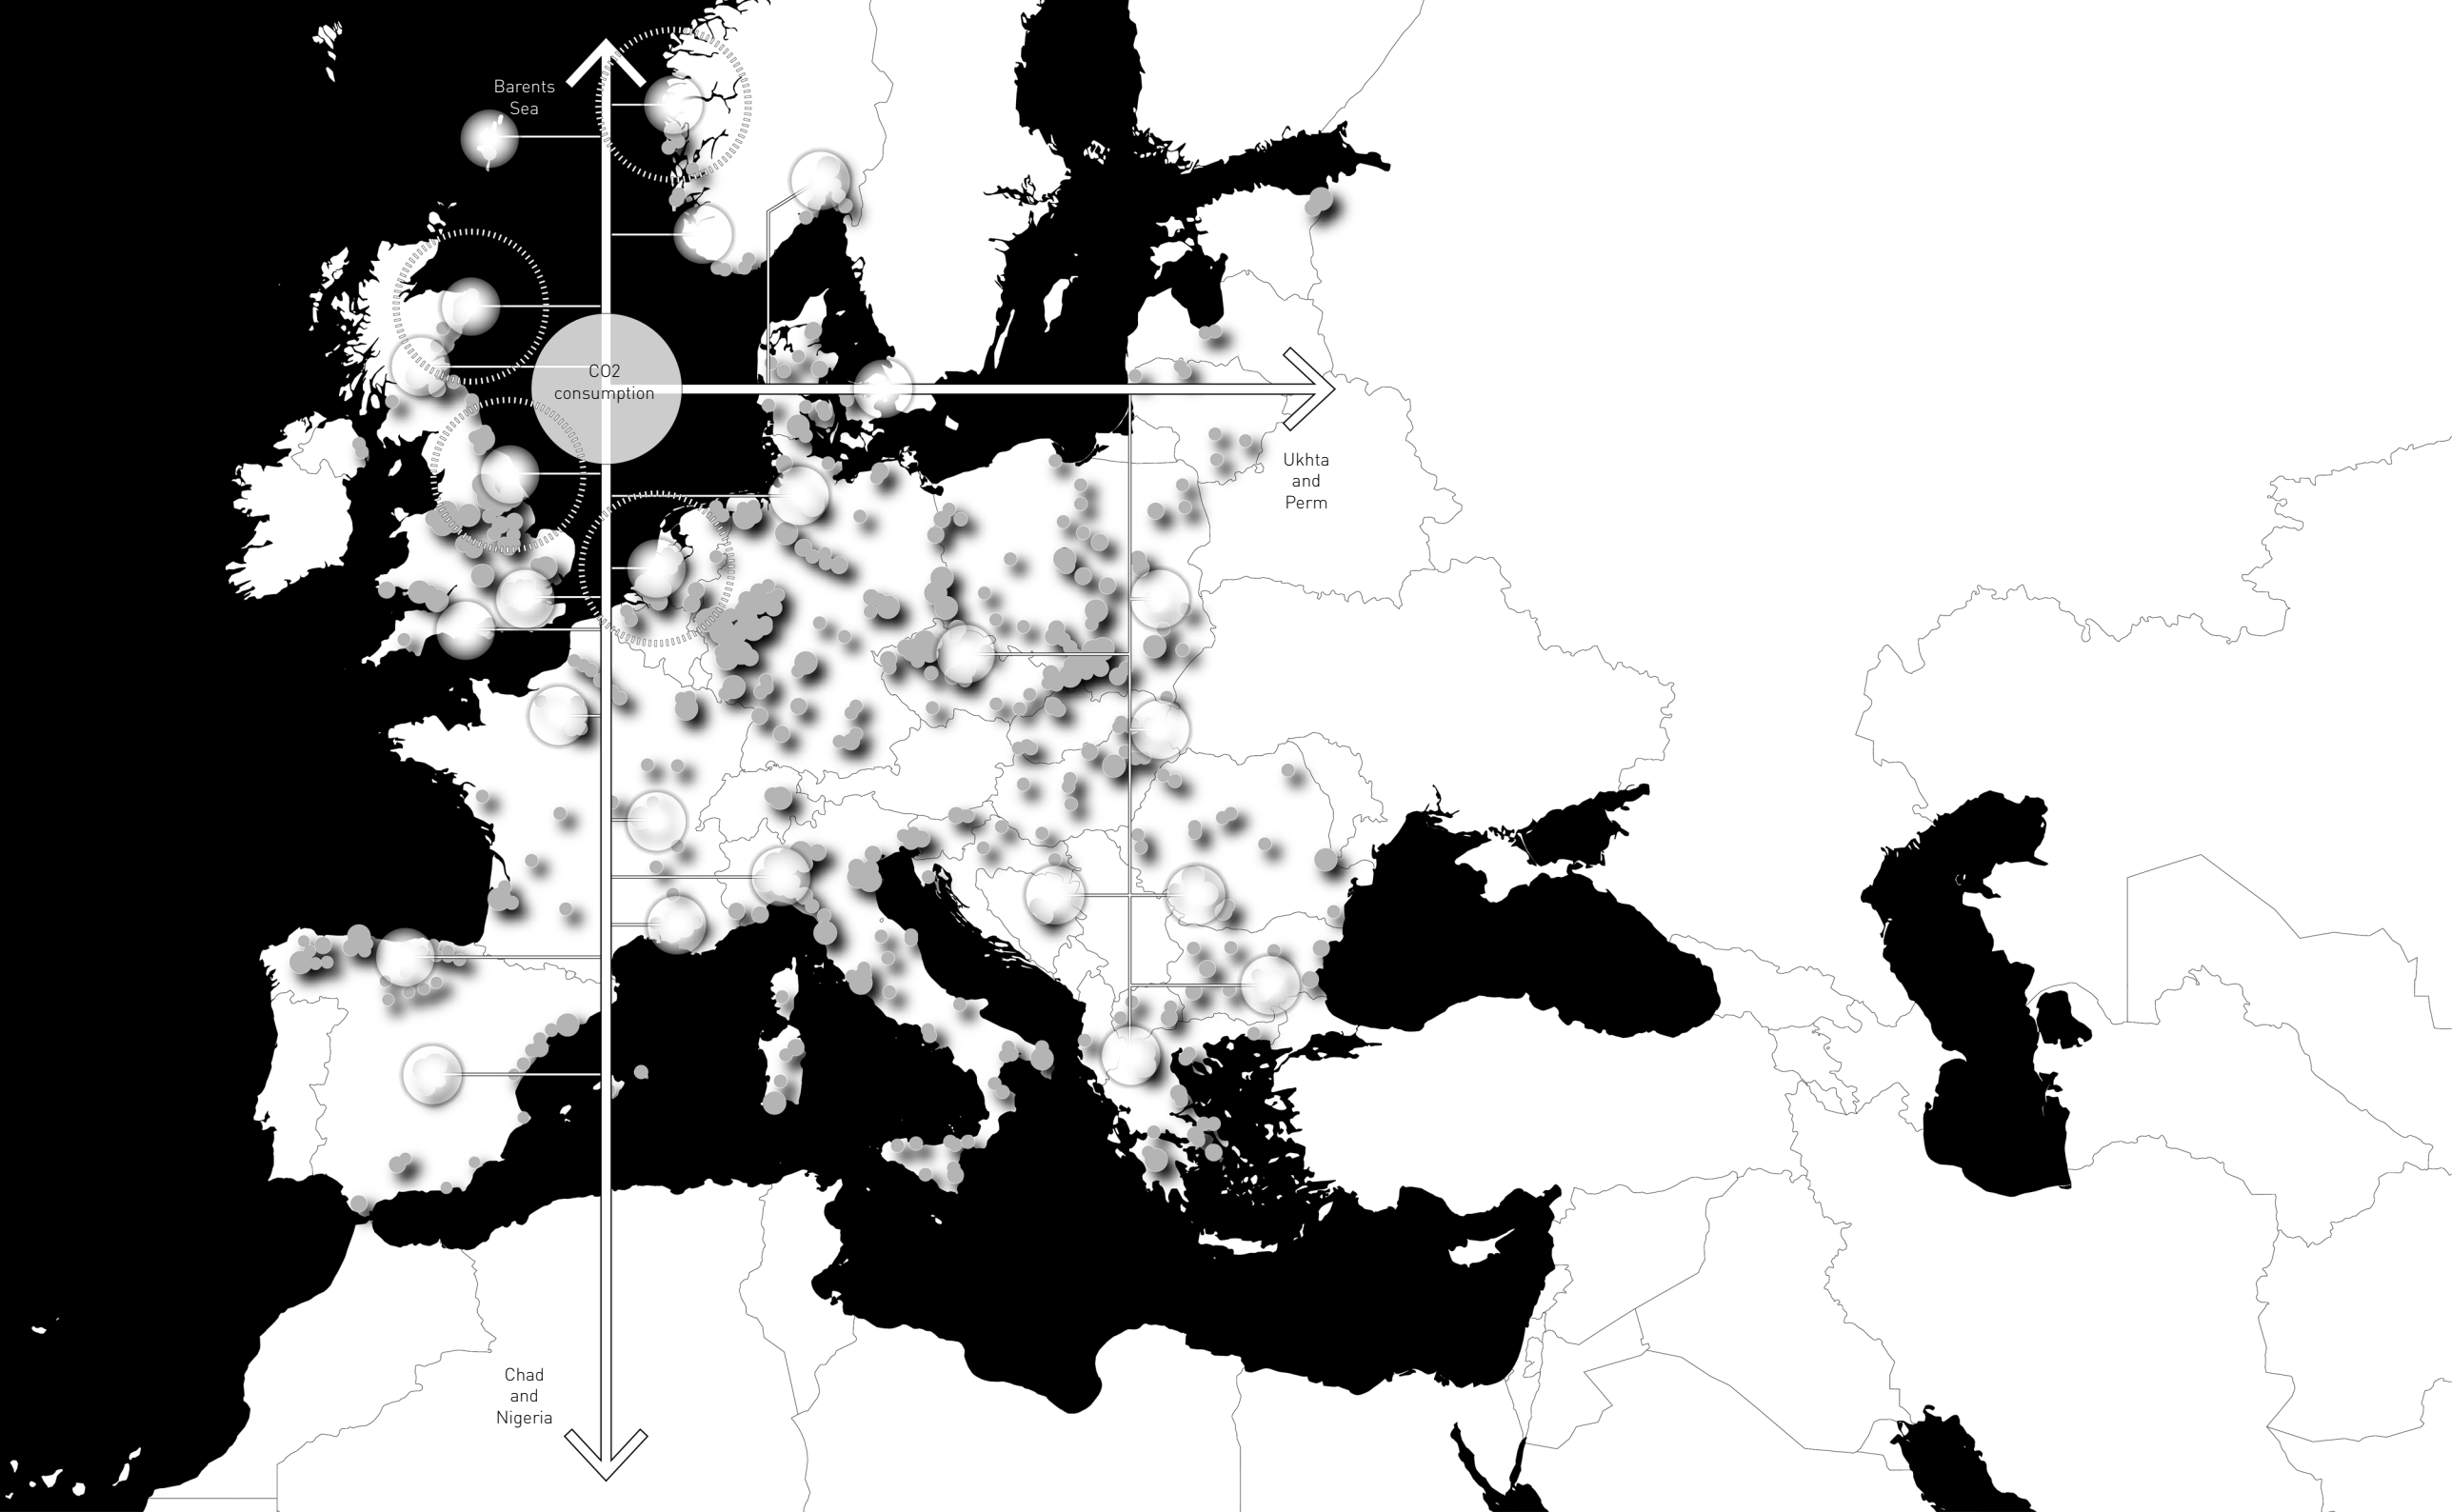 Barents
Sea
CO2
consumption
Ukhta
and
Perm
Chad
and
Nigeria